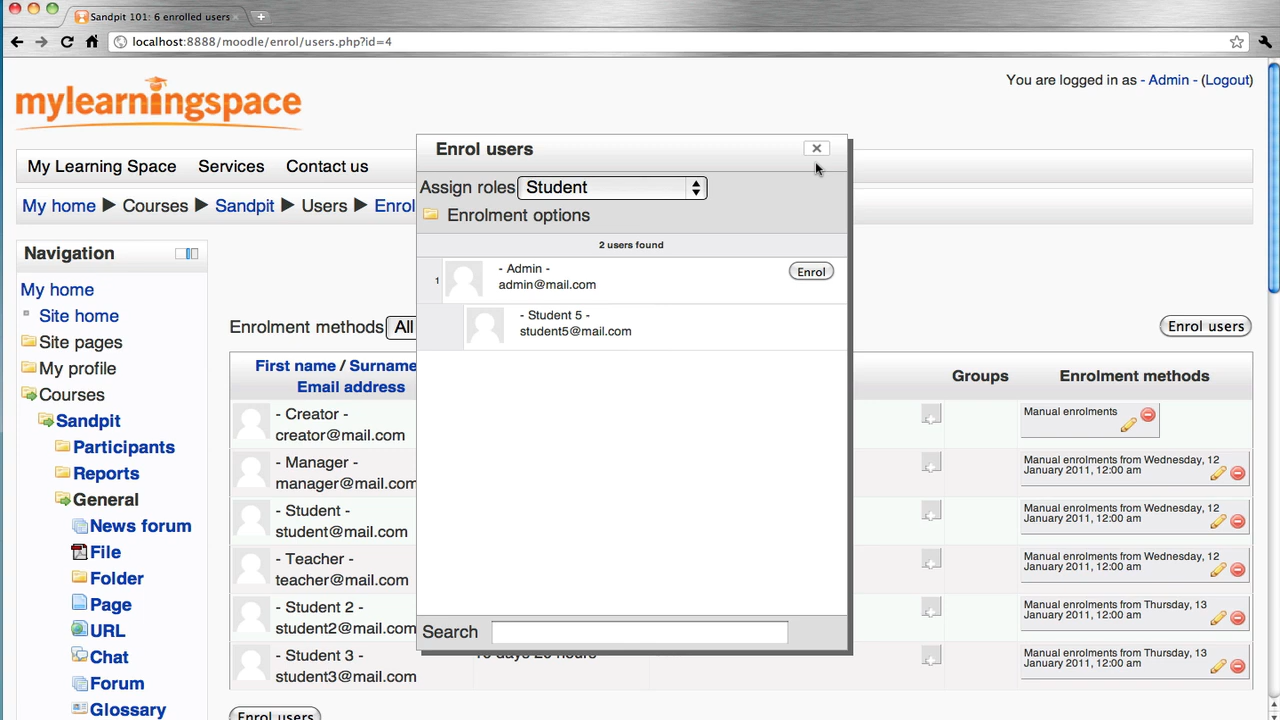 Sandpit 101: 6 enrolled users
localhost:8888/moodle/enrol/users.php?id=4
You are logged in as - Admin - (Logout)
mylearningspace
My Learning Space Services Contact us
My home ► Courses ► Sandpit ► Users ► Enrol
Enrol users
Assign roles Student
Enrolment options
2 users found
1
- Admin -
admin@mail.com
Enrol
- Student 5 -
student5@mail.com
Search
Navigation
My home
Site home
Site pages
My profile
Courses
Sandpit
Participants
Reports
General
News forum
File
Folder
Page
URL
Chat
Forum
Glossary
Enrolment methods All
Enrol users
First name / Surname
Email address
Groups
Enrolment methods
- Creator -
creator@mail.com
Manual enrolments
- Manager -
manager@mail.com
Manual enrolments from Wednesday, 12
January 2011, 12:00 am
- Student -
student@mail.com
Manual enrolments from Wednesday, 12
January 2011, 12:00 am
- Teacher -
teacher@mail.com
Manual enrolments from Wednesday, 12
January 2011, 12:00 am
- Student 2 -
student2@mail.com
Manual enrolments from Thursday, 13
January 2011, 12:00 am
- Student 3 -
student3@mail.com
Manual enrolments from Thursday, 13
January 2011, 12:00 am
Enrol users